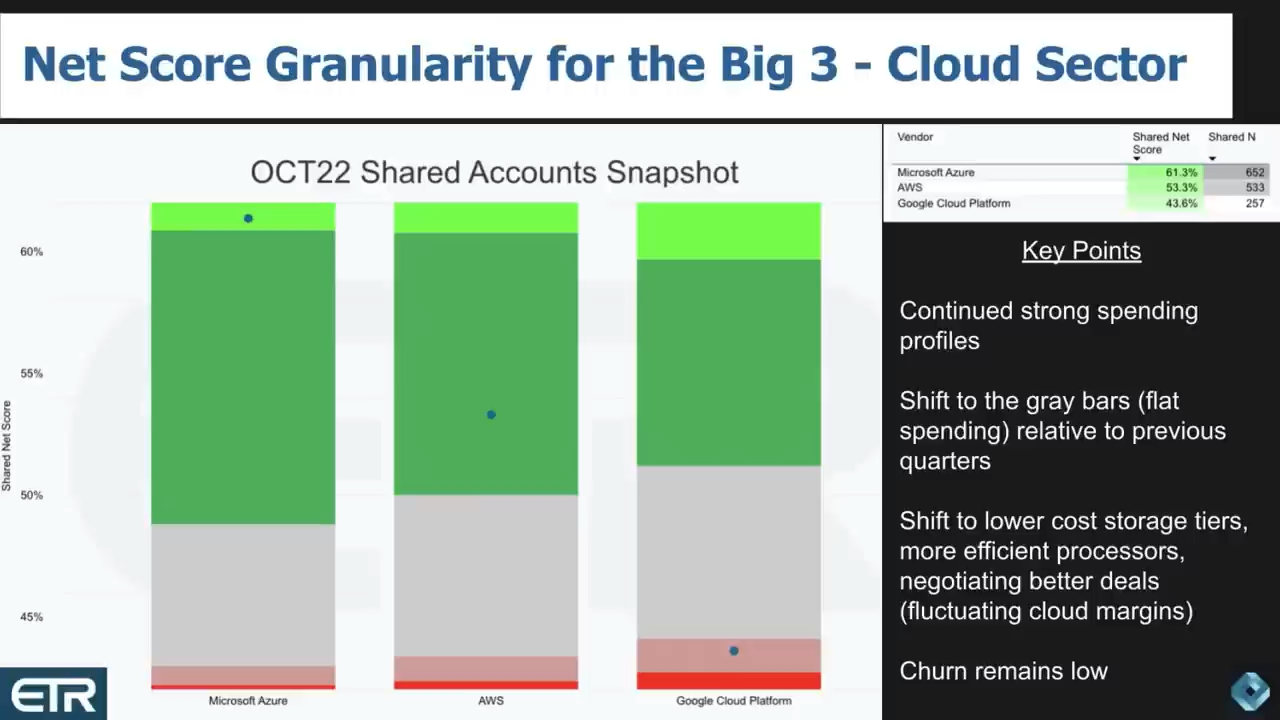 Net Score Granularity for the Big 3 - Cloud Sector
OCT22 Shared Accounts Snapshot
60%
55%
50%
45%
Shared Net Score
Microsoft Azure
AWS
Google Cloud Platform
ETR
Vendor
Shared Net Score
Shared N
Microsoft Azure 61.3% 652
AWS 53.3% 533
Google Cloud Platform 43.6% 257
Key Points
Continued strong spending
profiles
Shift to the gray bars (flat
spending) relative to previous
quarters
Shift to lower cost storage tiers,
more efficient processors,
negotiating better deals
(fluctuating cloud margins)
Churn remains low